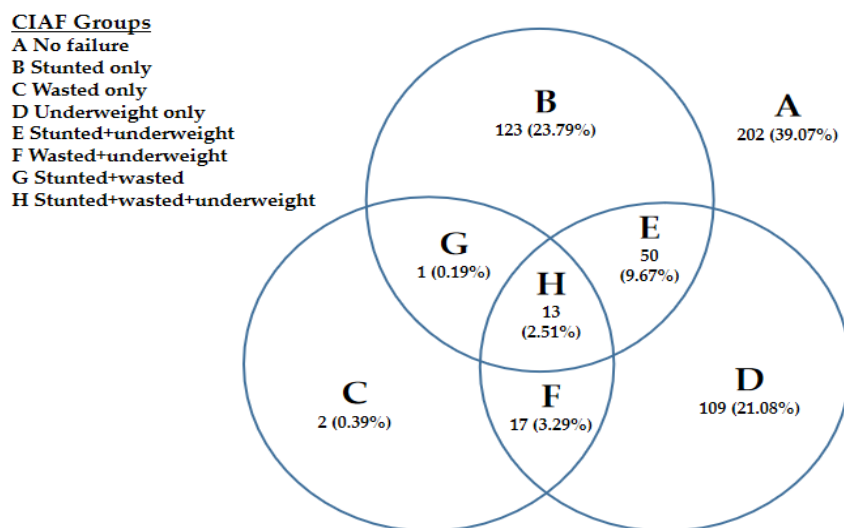 CIAF Groups
A No failure
B Stunted only
C Wasted only
D Underweight only
E Stunted+underweight
F Wasted+underweight
G Stunted+wasted
H Stunted+wasted+underweight
B
123 (23.79%)
A
202 (39.07%)
G
1 (0.19%)
E
50
(9.67%)
H
13
(2.51%)
C
2 (0.39%)
F
17 (3.29%)
D
109 (21.08%)